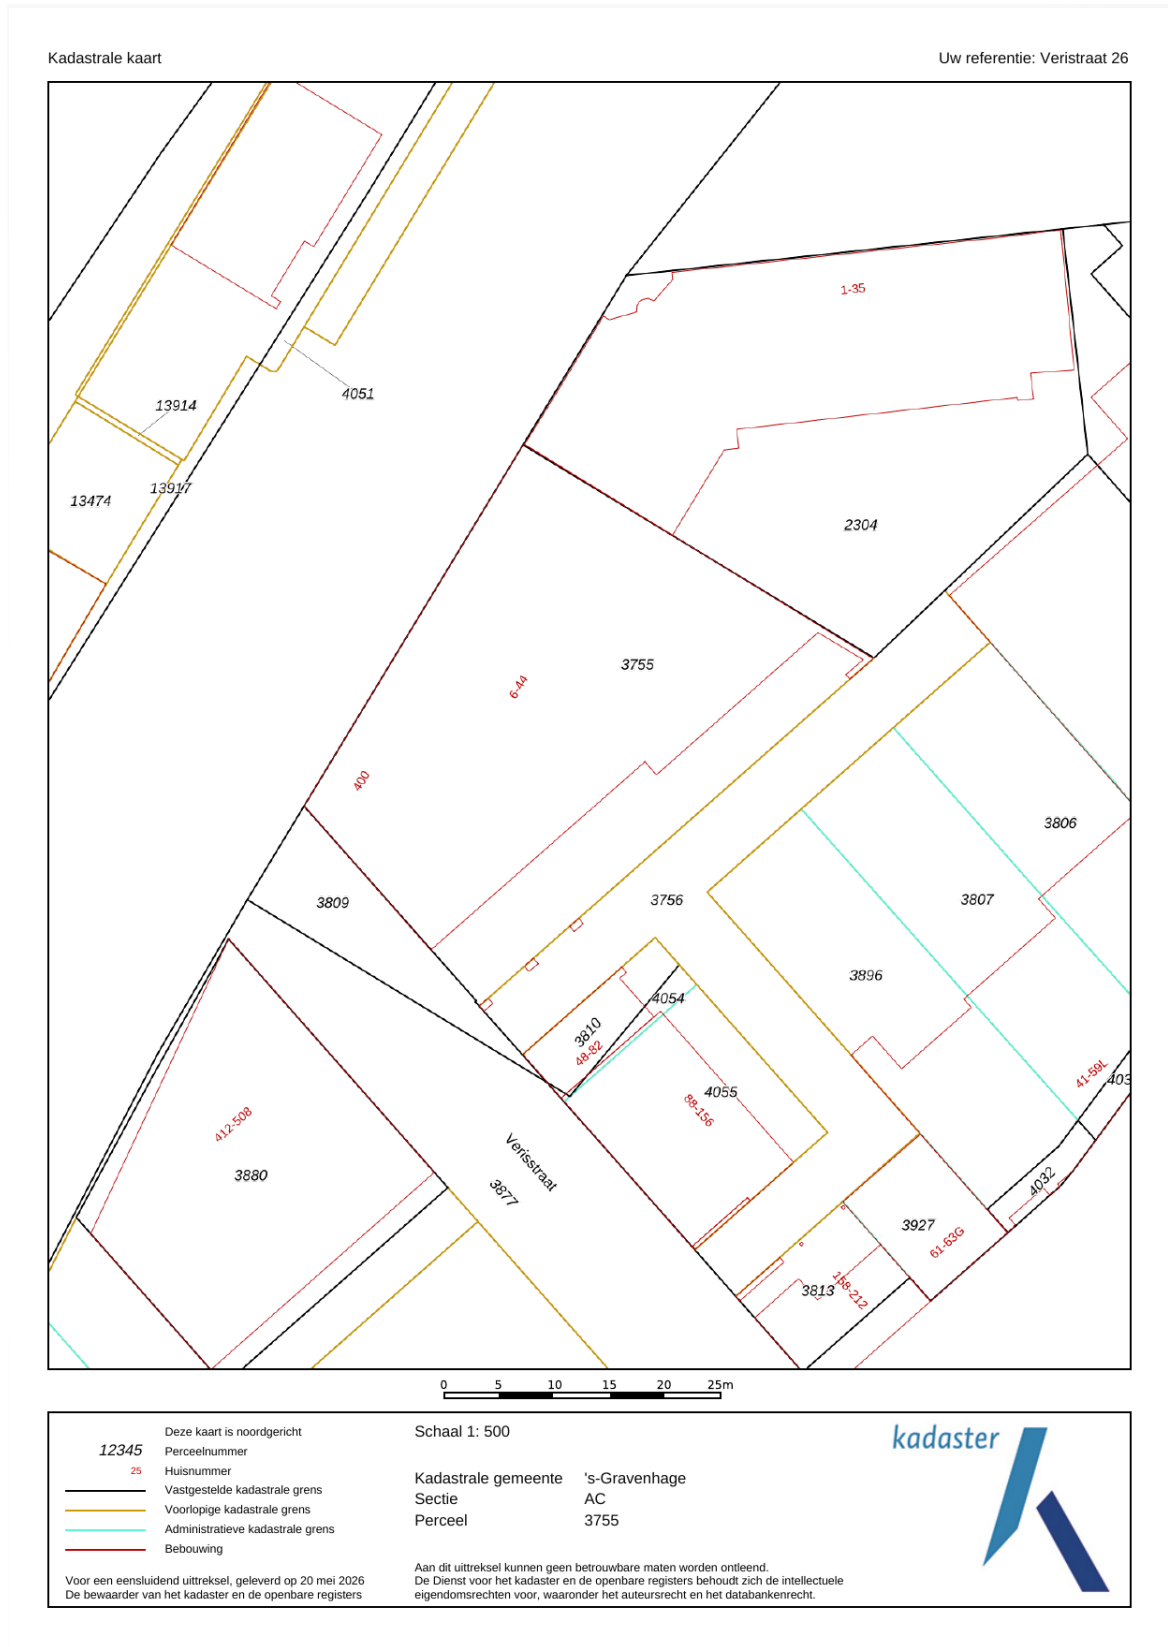 Kadastrale kaart
Uw referentie: Veristraat 26
1-35
4051
13914
13917
13474
2304
3755
6-44
400
3806
3809
3756
3807
3896
4054
3810
48-82
4055
88-156
41-59L
403
412-508
3880
Verisstraat
3877
4032
3927
61-63G
3813
158-212
0 5 10 15 20 25m
Deze kaart is noordgericht
12345 Perceelnummer
25 Huisnummer
Vastgestelde kadastrale grens
Voorlopige kadastrale grens
Administratieve kadastrale grens
Bebouwing
Voor een eensluidend uittreksel, geleverd op 20 mei 2026
De bewaarder van het kadaster en de openbare registers
Schaal 1: 500
Kadastrale gemeente 's-Gravenhage
Sectie AC
Perceel 3755
Aan dit uittreksel kunnen geen betrouwbare maten worden ontleend.
De Dienst voor het kadaster en de openbare registers behoudt zich de intellectuele
eigendomsrechten voor, waaronder het auteursrecht en het databankenrecht.
kadaster